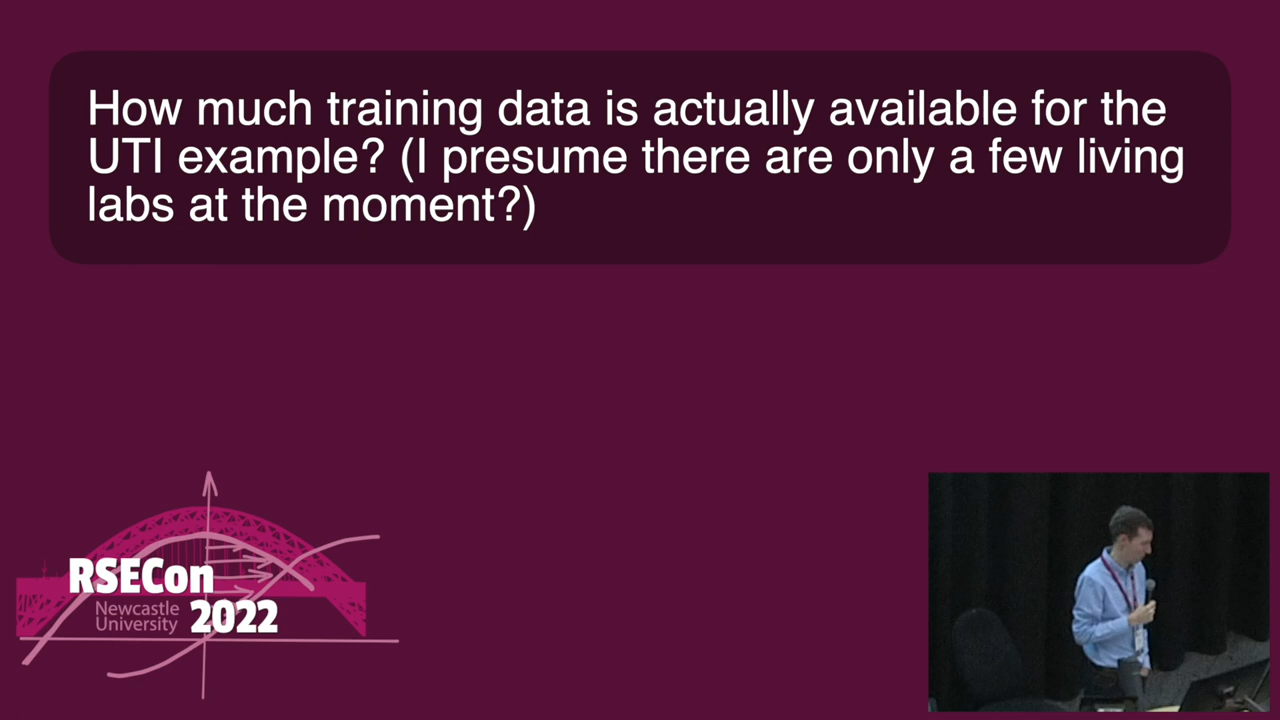 How much training data is actually available for the
UTI example? (I presume there are only a few living
labs at the moment?)
RSECon
Newcastle
University
2022